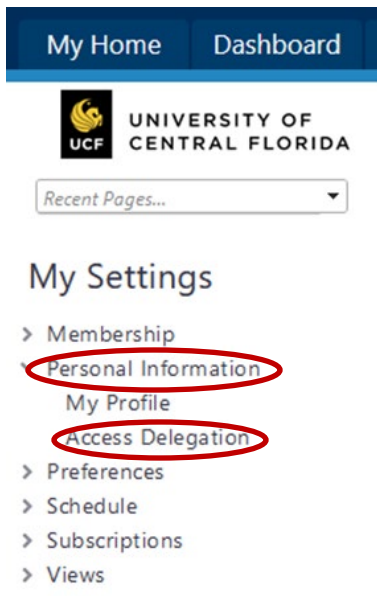 My Home Dashboard
UCF
UNIVERSITY OF
CENTRAL FLORIDA
Recent Pages...
My Settings
Membership
Personal Information
My Profile
Access Delegation
Preferences
Schedule
Subscriptions
Views